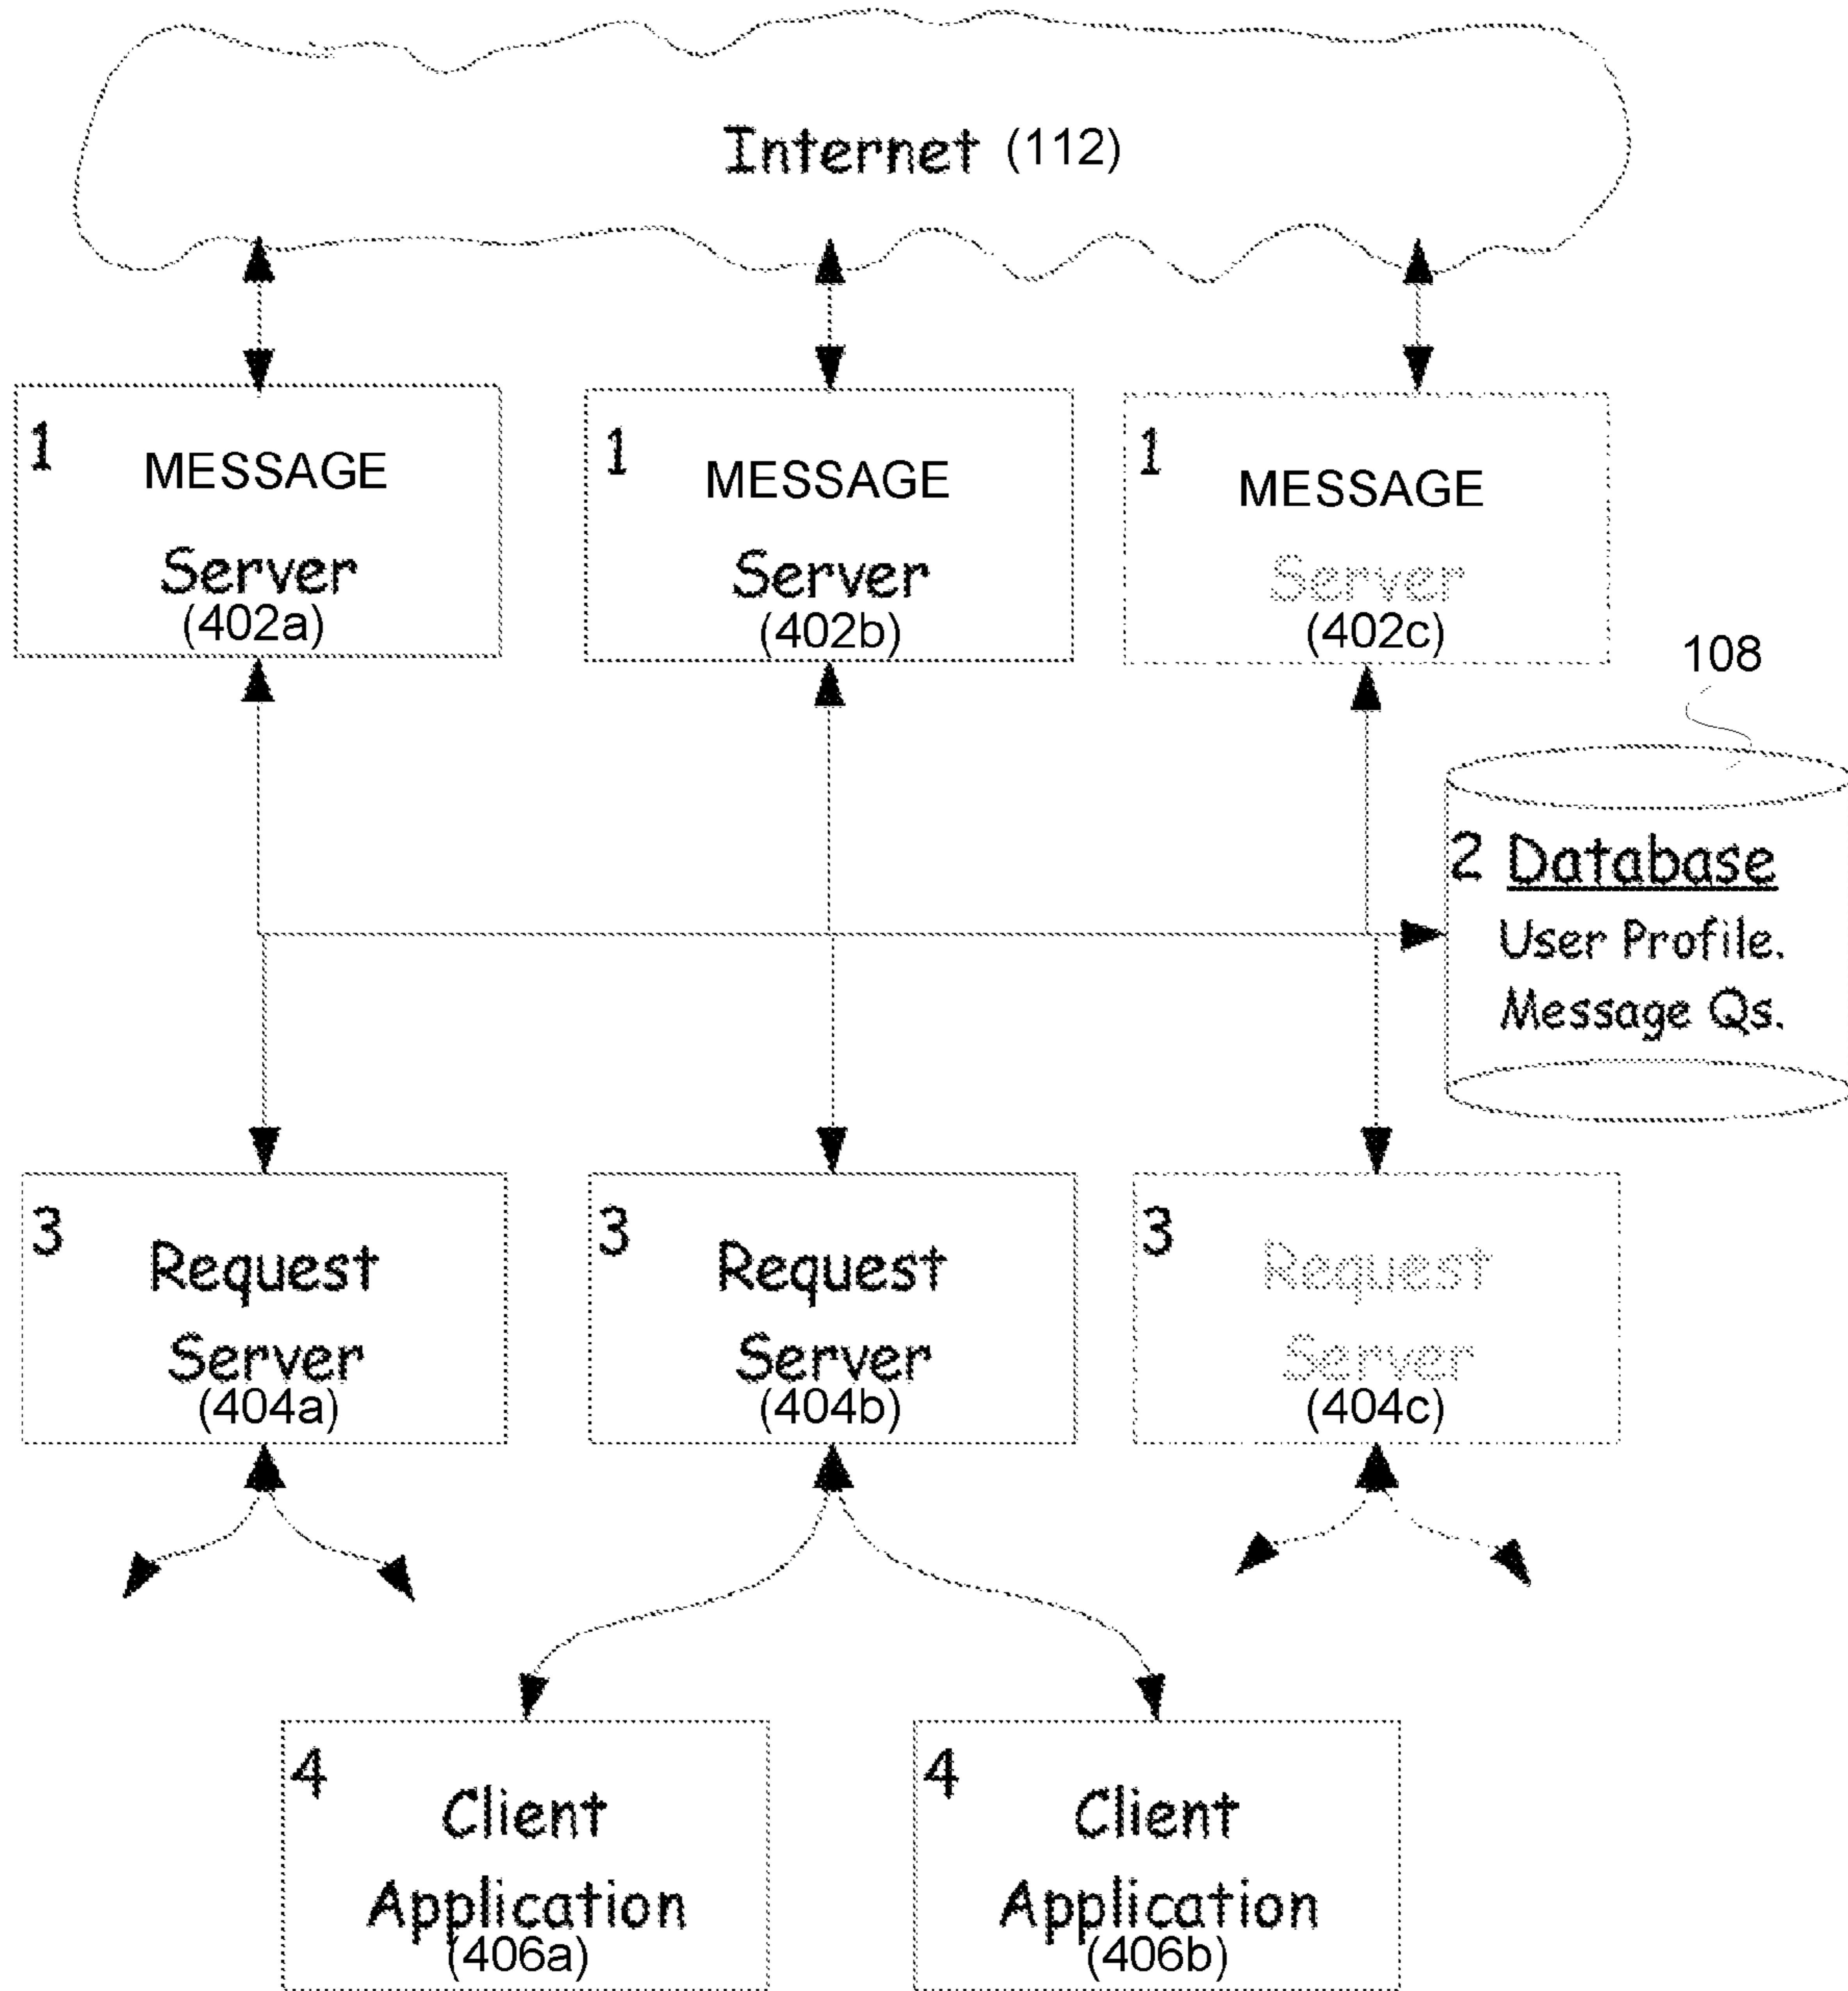 Internet (112)
1
MESSAGE
Server
(402a)
1
MESSAGE
Server
(402b)
1
MESSAGE
Server
(402c)
108
2 Database
User Profile.
Message Qs.
3
Request
Server
(404a)
3
Request
Server
(404b)
3
Request
Server
(404c)
4
Client
Application
(406a)
4
Client
Application
(406b)